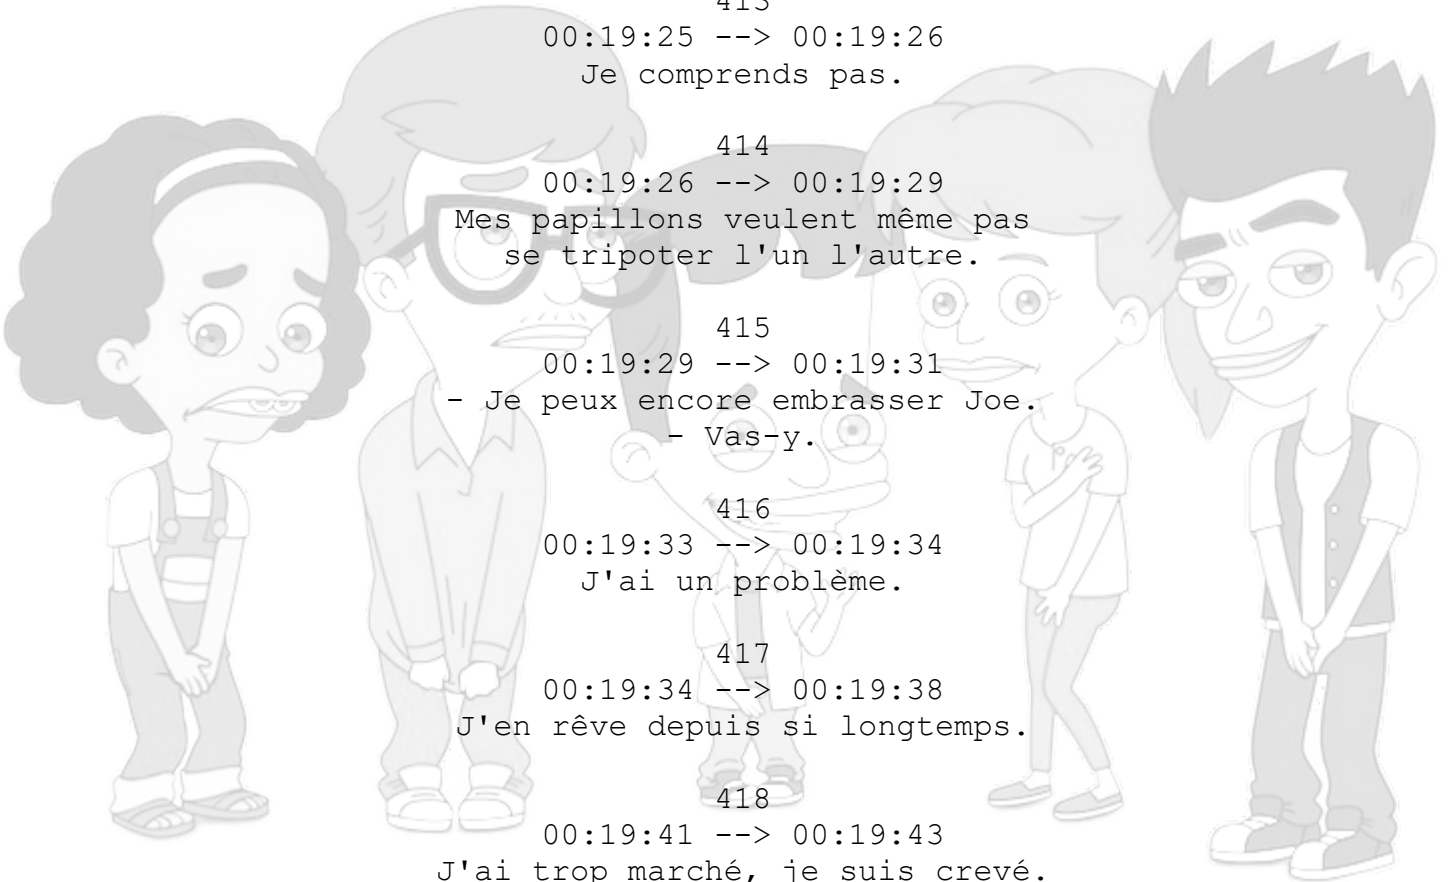 413
00:19:25 --> 00:19:26
Je comprends pas.
414
00:19:26 --> 00:19:29
Mes papillons veulent même pas
se tripoter l'un l'autre.
415
00:19:29 --> 00:19:31
- Je peux encore embrasser Joe.
- Vas-y.
416
00:19:33 --> 00:19:34
J'ai un problème.
417
00:19:34 --> 00:19:38
J'en rêve depuis si longtemps.
418
00:19:41 --> 00:19:43
J'ai trop marché, je suis crevé.